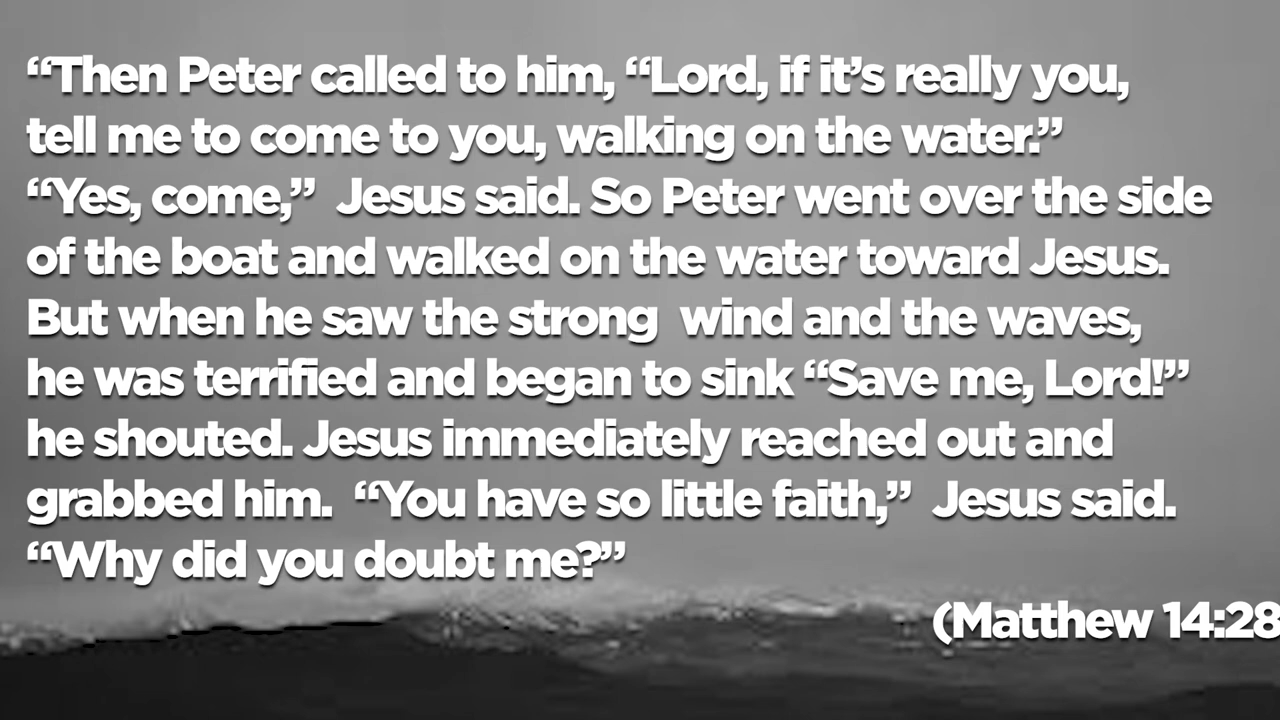 “Then Peter called to him, “Lord, if it’s really you,
tell me to come to you, walking on the water.”
“Yes, come,”  Jesus said. So Peter went over the side
of the boat and walked on the water toward Jesus.
But when he saw the strong  wind and the waves,
he was terrified and began to sink “Save me, Lord!”
he shouted. Jesus immediately reached out and
grabbed him.  “You have so little faith,”  Jesus said.
“Why did you doubt me?”
(Matthew 14:28